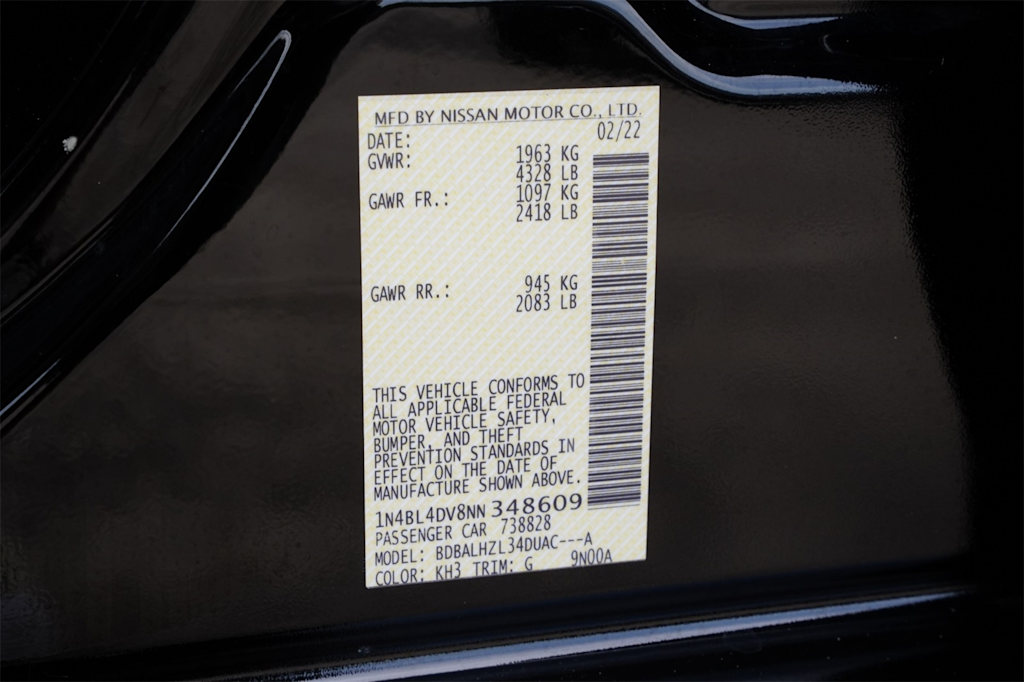 MFD BY NISSAN MOTOR CO., LTD.
DATE: 02/22
GVWR: 1963 KG
4328 LB
GAWR FR.: 1097 KG
2418 LB
GAWR RR.: 945 KG
2083 LB
THIS VEHICLE CONFORMS TO
ALL APPLICABLE FEDERAL
MOTOR VEHICLE SAFETY,
BUMPER, AND THEFT
PREVENTION STANDARDS IN
EFFECT ON THE DATE OF
MANUFACTURE SHOWN ABOVE.
1N4BL4DV8NN348609
PASSENGER CAR 738828
MODEL: BDBALHZL34DUAC---A
COLOR: KH3 TRIM: G 9N00A